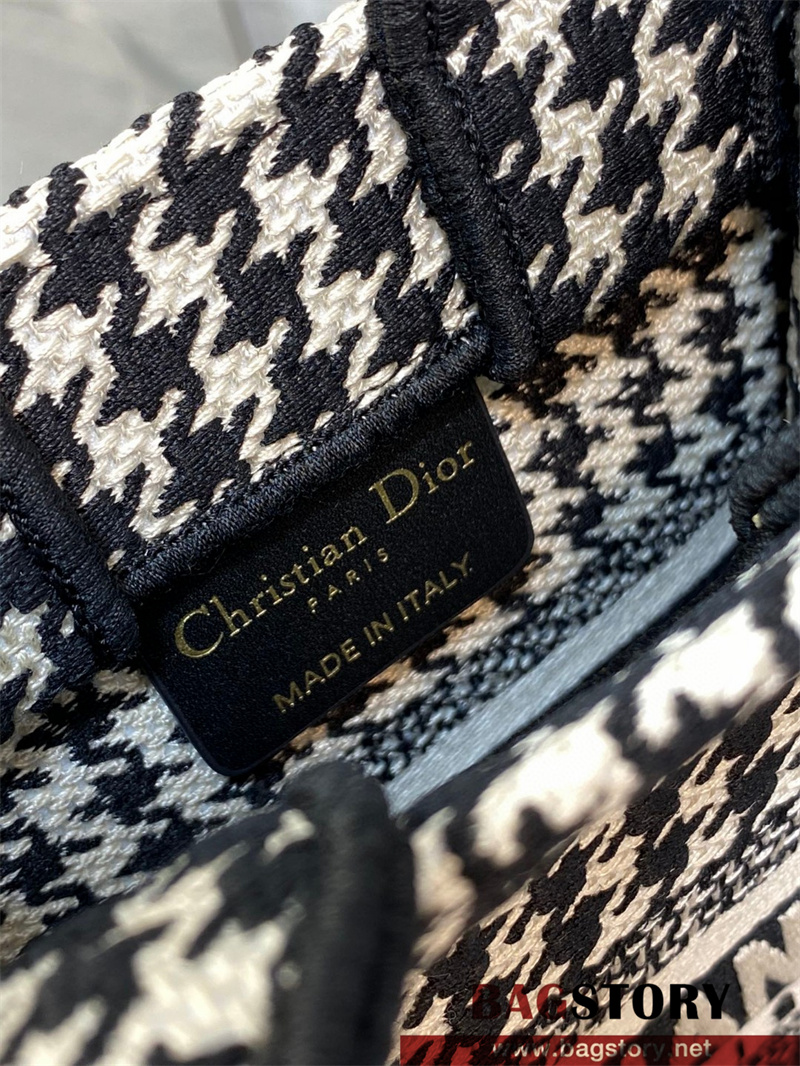 Christian Dior
PARIS
MADE IN ITALY
BAGSTORY
www.bagstory.net